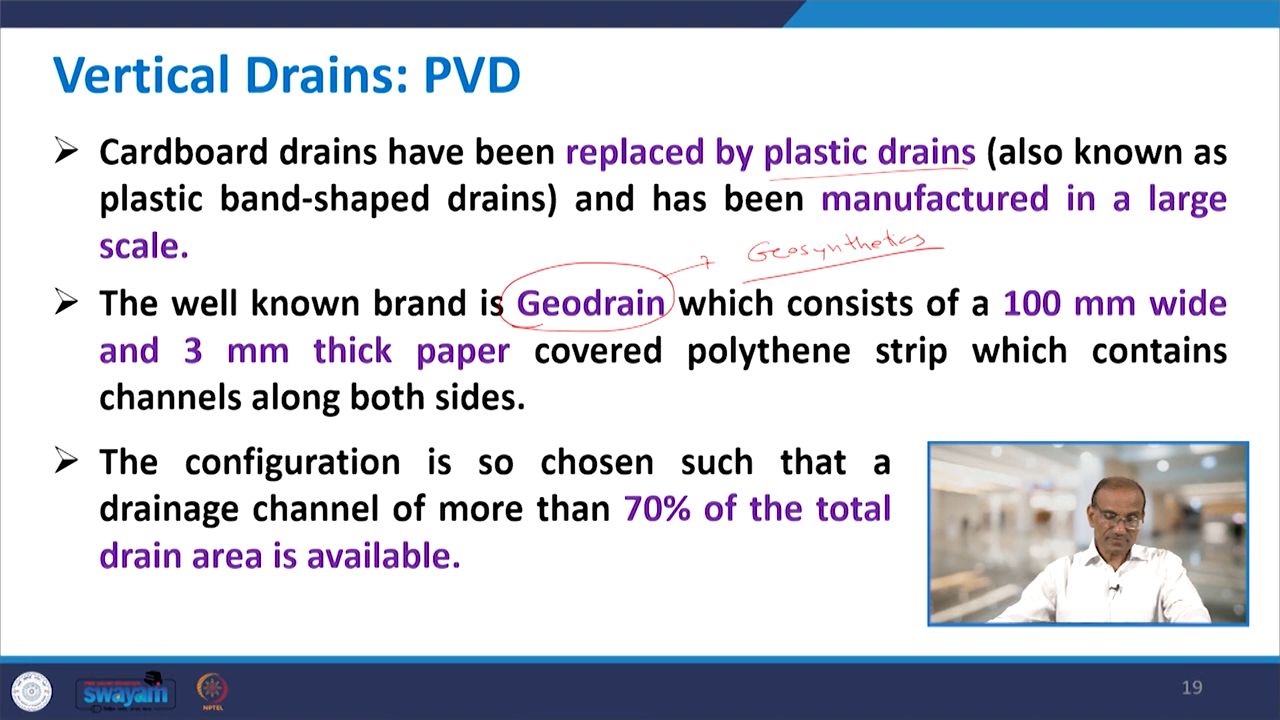 Vertical Drains: PVD
➢ Cardboard drains have been replaced by plastic drains (also known as
plastic band-shaped drains) and has been manufactured in a large
scale.
Geosynthetics
➢ The well known brand is Geodrain which consists of a 100 mm wide
and 3 mm thick paper covered polythene strip which contains
channels along both sides.
➢ The configuration is so chosen such that a
drainage channel of more than 70% of the total
drain area is available.
swayam
NPTEL
19